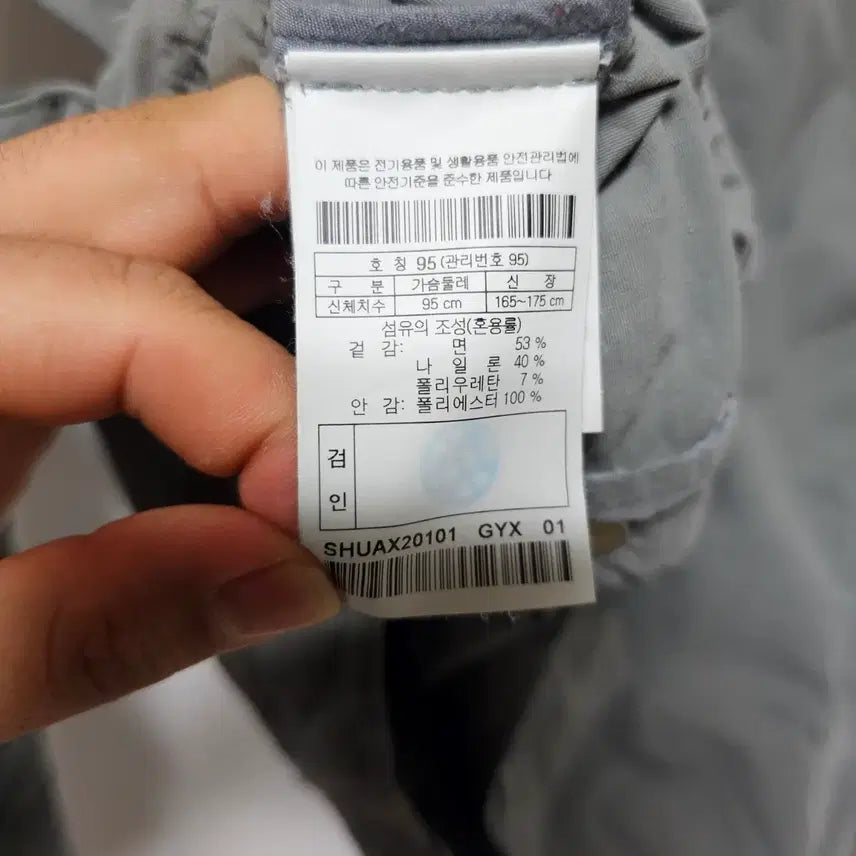 이 제품은 전기용품 및 생활용품 안전관리법에
따른 안전기준을 준수한 제품입니다
호 칭 95 (관리번호 95)
구 분 가슴둘레 신 장
신체치수 95 cm 165~175 cm
섬유의 조성(혼용률)
겉 감: 면 53 %
나 일 론 40 %
폴리우레탄 7 %
안 감: 폴리에스터 100 %
검
인
SHUAX20101 GYX 01